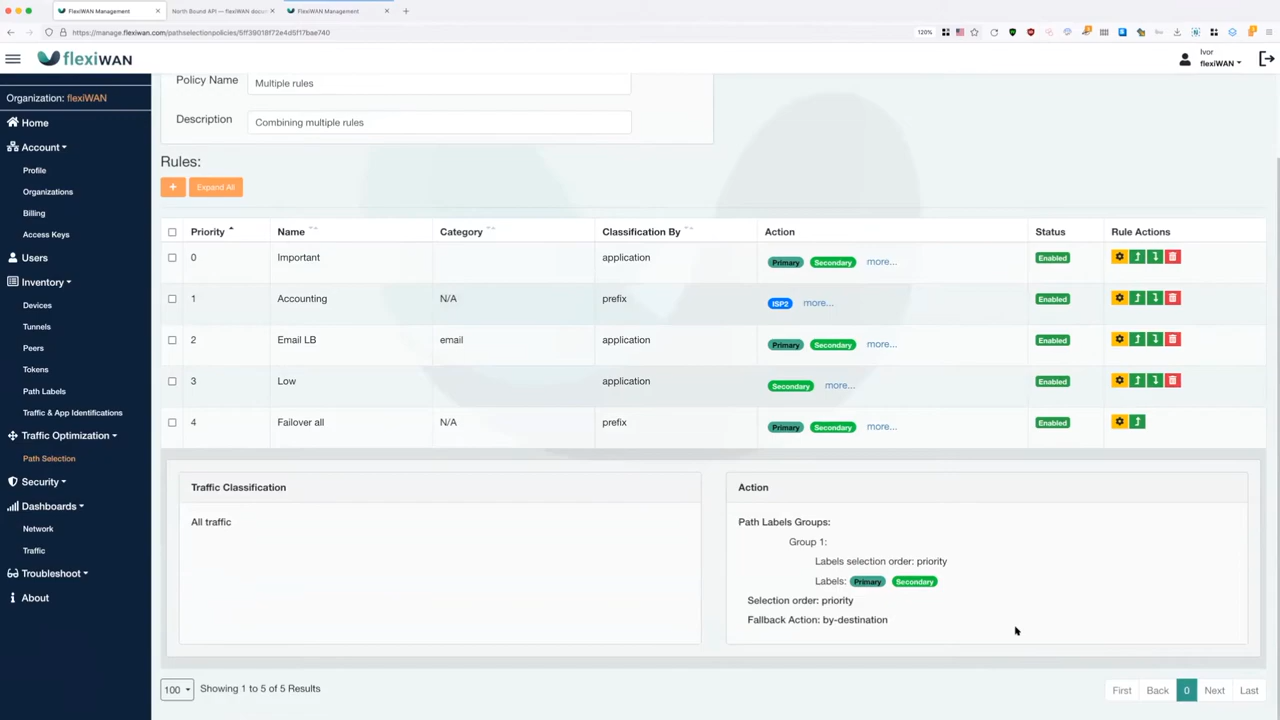 FlexiWAN Management
North Bound API — flexiWAN docu
FlexiWAN Management
https://manage.flexiwan.com/pathselectionpolicies/5ff39018f72e4d5f17bae740
120%
flexiWAN
Ivor
flexiWAN
Organization: flexiWAN
Home
Account
Profile
Organizations
Billing
Access Keys
Users
Inventory
Devices
Tunnels
Peers
Tokens
Path Labels
Traffic & App Identifications
Traffic Optimization
Path Selection
Security
Dashboards
Network
Traffic
Troubleshoot
About
Policy Name Multiple rules
Description Combining multiple rules
Rules:
+ Expand All
Priority Name Category Classification By Action Status Rule Actions
0 Important application Primary Secondary more... Enabled
1 Accounting N/A prefix ISP2 more... Enabled
2 Email LB email application Primary Secondary more... Enabled
3 Low application Secondary more... Enabled
4 Failover all N/A prefix Primary Secondary more... Enabled
Traffic Classification
All traffic
Action
Path Labels Groups:
Group 1:
Labels selection order: priority
Labels: Primary Secondary
Selection order: priority
Fallback Action: by-destination
100 Showing 1 to 5 of 5 Results
First Back 0 Next Last